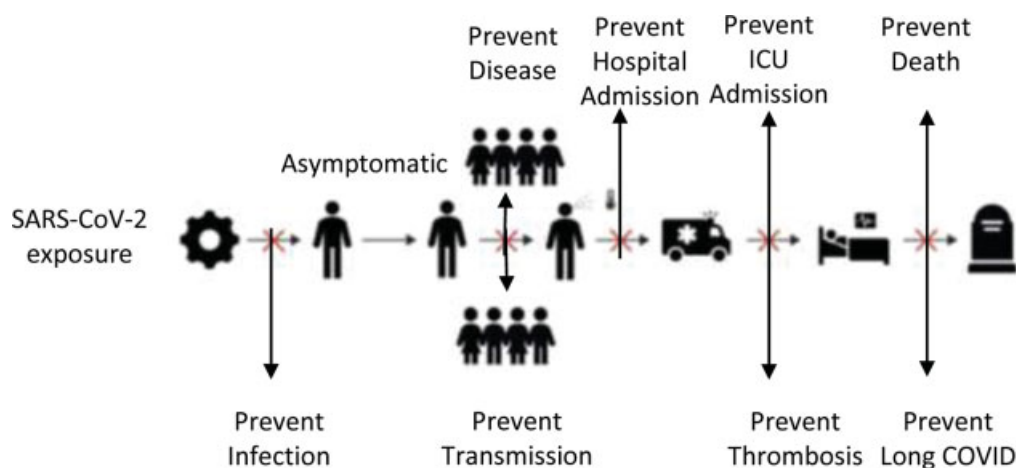 Prevent
Disease
Prevent
Hospital
Admission
Prevent
ICU
Admission
Prevent
Death
Asymptomatic
SARS-CoV-2
exposure
Prevent
Infection
Prevent
Transmission
Prevent
Thrombosis
Prevent
Long COVID